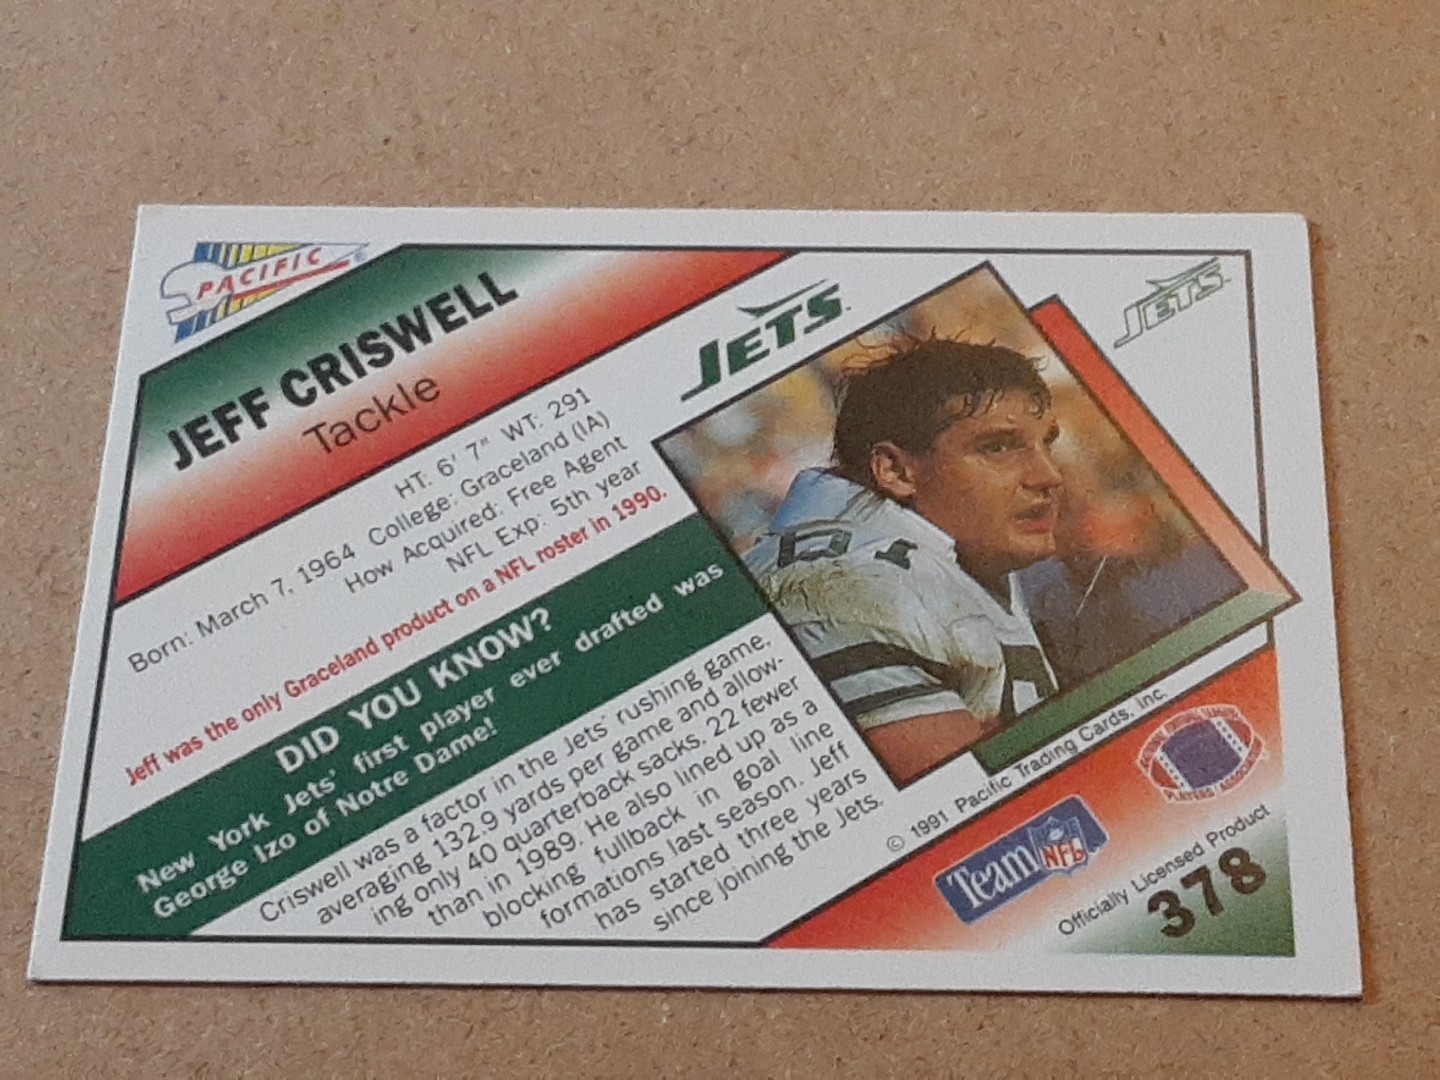 PACIFIC
JEFF CRISWELL
Tackle
HT: 6' 7" WT: 291
Born: March 7, 1964 College: Graceland (IA)
How Acquired: Free Agent
NFL Exp: 5th year
Jeff was the only Graceland product on a NFL roster in 1990.
DID YOU KNOW?
New York Jets' first player ever drafted was
George Izo of Notre Dame!
Criswell was a factor in the Jets' rushing game,
averaging 132.9 yards per game and allow-
ing only 40 quarterback sacks, 22 fewer
than in 1989. He also lined up as a
blocking fullback in goal line
formations last season. Jeff
has started three years
since joining the Jets.
JETS
JETS
61
© 1991 Pacific Trading Cards, Inc.
Team NFL
PLAYERS ASSOCIATION
Officially Licensed Product
378